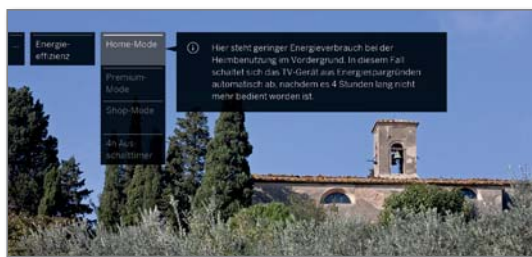 ...
Energie-
effizienz
Home-Mode
Premium-
Mode
Shop-Mode
4h Aus-
schalttimer
Hier steht geringer Energieverbrauch bei der
Heimbenutzung im Vordergrund. In diesem Fall
schaltet sich das TV-Gerät aus Energiespargründen
automatisch ab, nachdem es 4 Stunden lang nicht
mehr bedient worden ist.